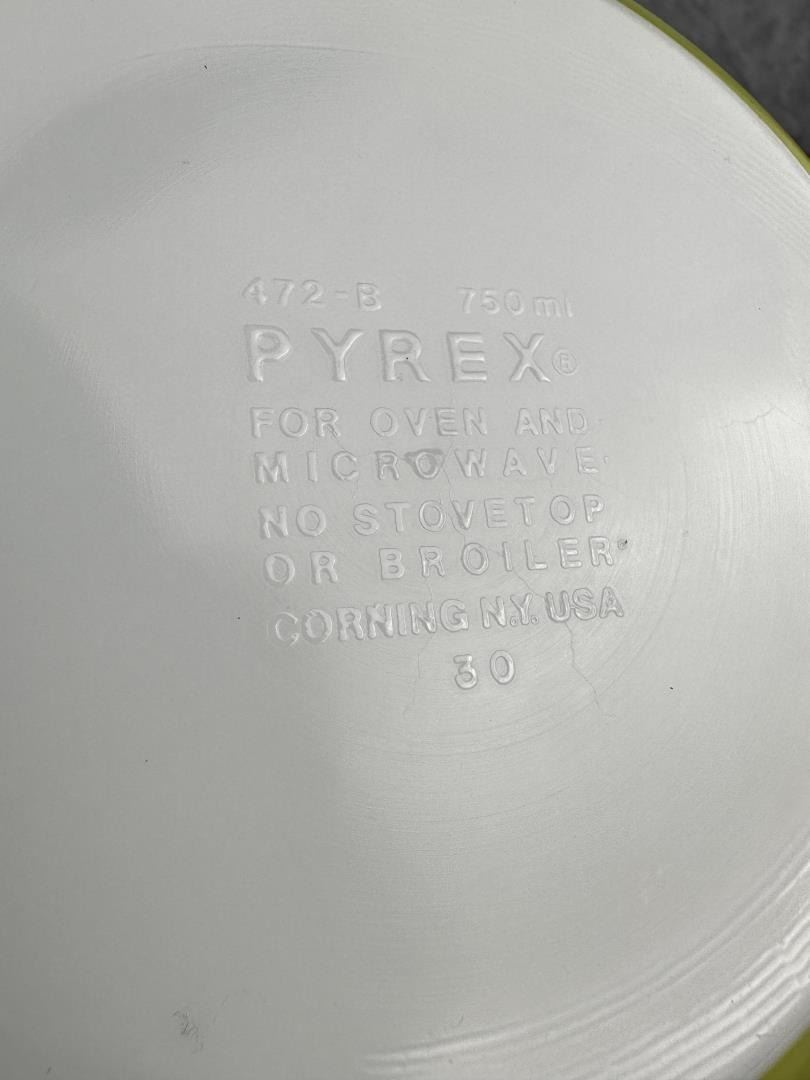 472-B 750ml
PYREX®
FOR OVEN AND
MICROWAVE
NO STOVETOP
OR BROILER
CORNING N.Y. USA
30